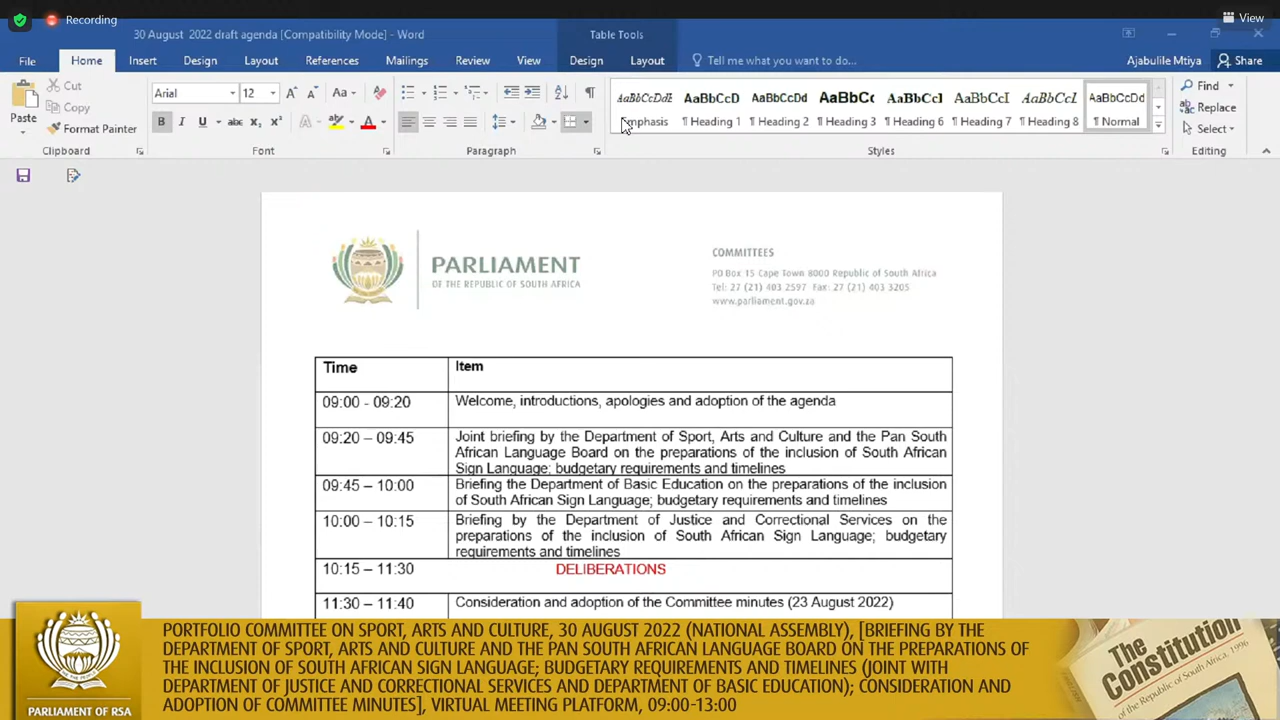 Recording
View
30 August 2022 draft agenda [Compatibility Mode] - Word
Table Tools
File Home Insert Design Layout References Mailings Review View Design Layout Tell me what you want to do... Ajabulile Mtiya Share
Paste
Cut
Copy
Format Painter
Clipboard
Arial 12
Font
Paragraph
AaBbCcDdE AaBbCcD AaBbCcDd AaBbCc AaBbCcI AaBbCcI AaBbCcI AaBbCcDd
Emphasis ¶ Heading 1 ¶ Heading 2 ¶ Heading 3 ¶ Heading 6 ¶ Heading 7 ¶ Heading 8 ¶ Normal
Styles
Find
Replace
Select
Editing
PARLIAMENT
OF THE REPUBLIC OF SOUTH AFRICA
COMMITTEES
PO Box 15 Cape Town 8000 Republic of South Africa
Tel: 27 (21) 403 2597 Fax: 27 (21) 403 3205
www.parliament.gov.za
Time Item
09:00 - 09:20 Welcome, introductions, apologies and adoption of the agenda
09:20 – 09:45 Joint briefing by the Department of Sport, Arts and Culture and the Pan South
African Language Board on the preparations of the inclusion of South African
Sign Language; budgetary requirements and timelines
09:45 – 10:00 Briefing the Department of Basic Education on the preparations of the inclusion
of South African Sign Language; budgetary requirements and timelines
10:00 – 10:15 Briefing by the Department of Justice and Correctional Services on the
preparations of the inclusion of South African Sign Language; budgetary
requirements and timelines
10:15 – 11:30 DELIBERATIONS
11:30 – 11:40 Consideration and adoption of the Committee minutes (23 August 2022)
PORTFOLIO COMMITTEE ON SPORT, ARTS AND CULTURE, 30 AUGUST 2022 (NATIONAL ASSEMBLY), [BRIEFING BY THE
DEPARTMENT OF SPORT, ARTS AND CULTURE AND THE PAN SOUTH AFRICAN LANGUAGE BOARD ON THE PREPARATIONS OF
THE INCLUSION OF SOUTH AFRICAN SIGN LANGUAGE; BUDGETARY REQUIREMENTS AND TIMELINES (JOINT WITH
DEPARTMENT OF JUSTICE AND CORRECTIONAL SERVICES AND DEPARTMENT OF BASIC EDUCATION); CONSIDERATION AND
ADOPTION OF COMMITTEE MINUTES], VIRTUAL MEETING PLATFORM, 09:00-13:00
PARLIAMENT OF RSA
The
Constitution
of the Republic of South Africa, 1996